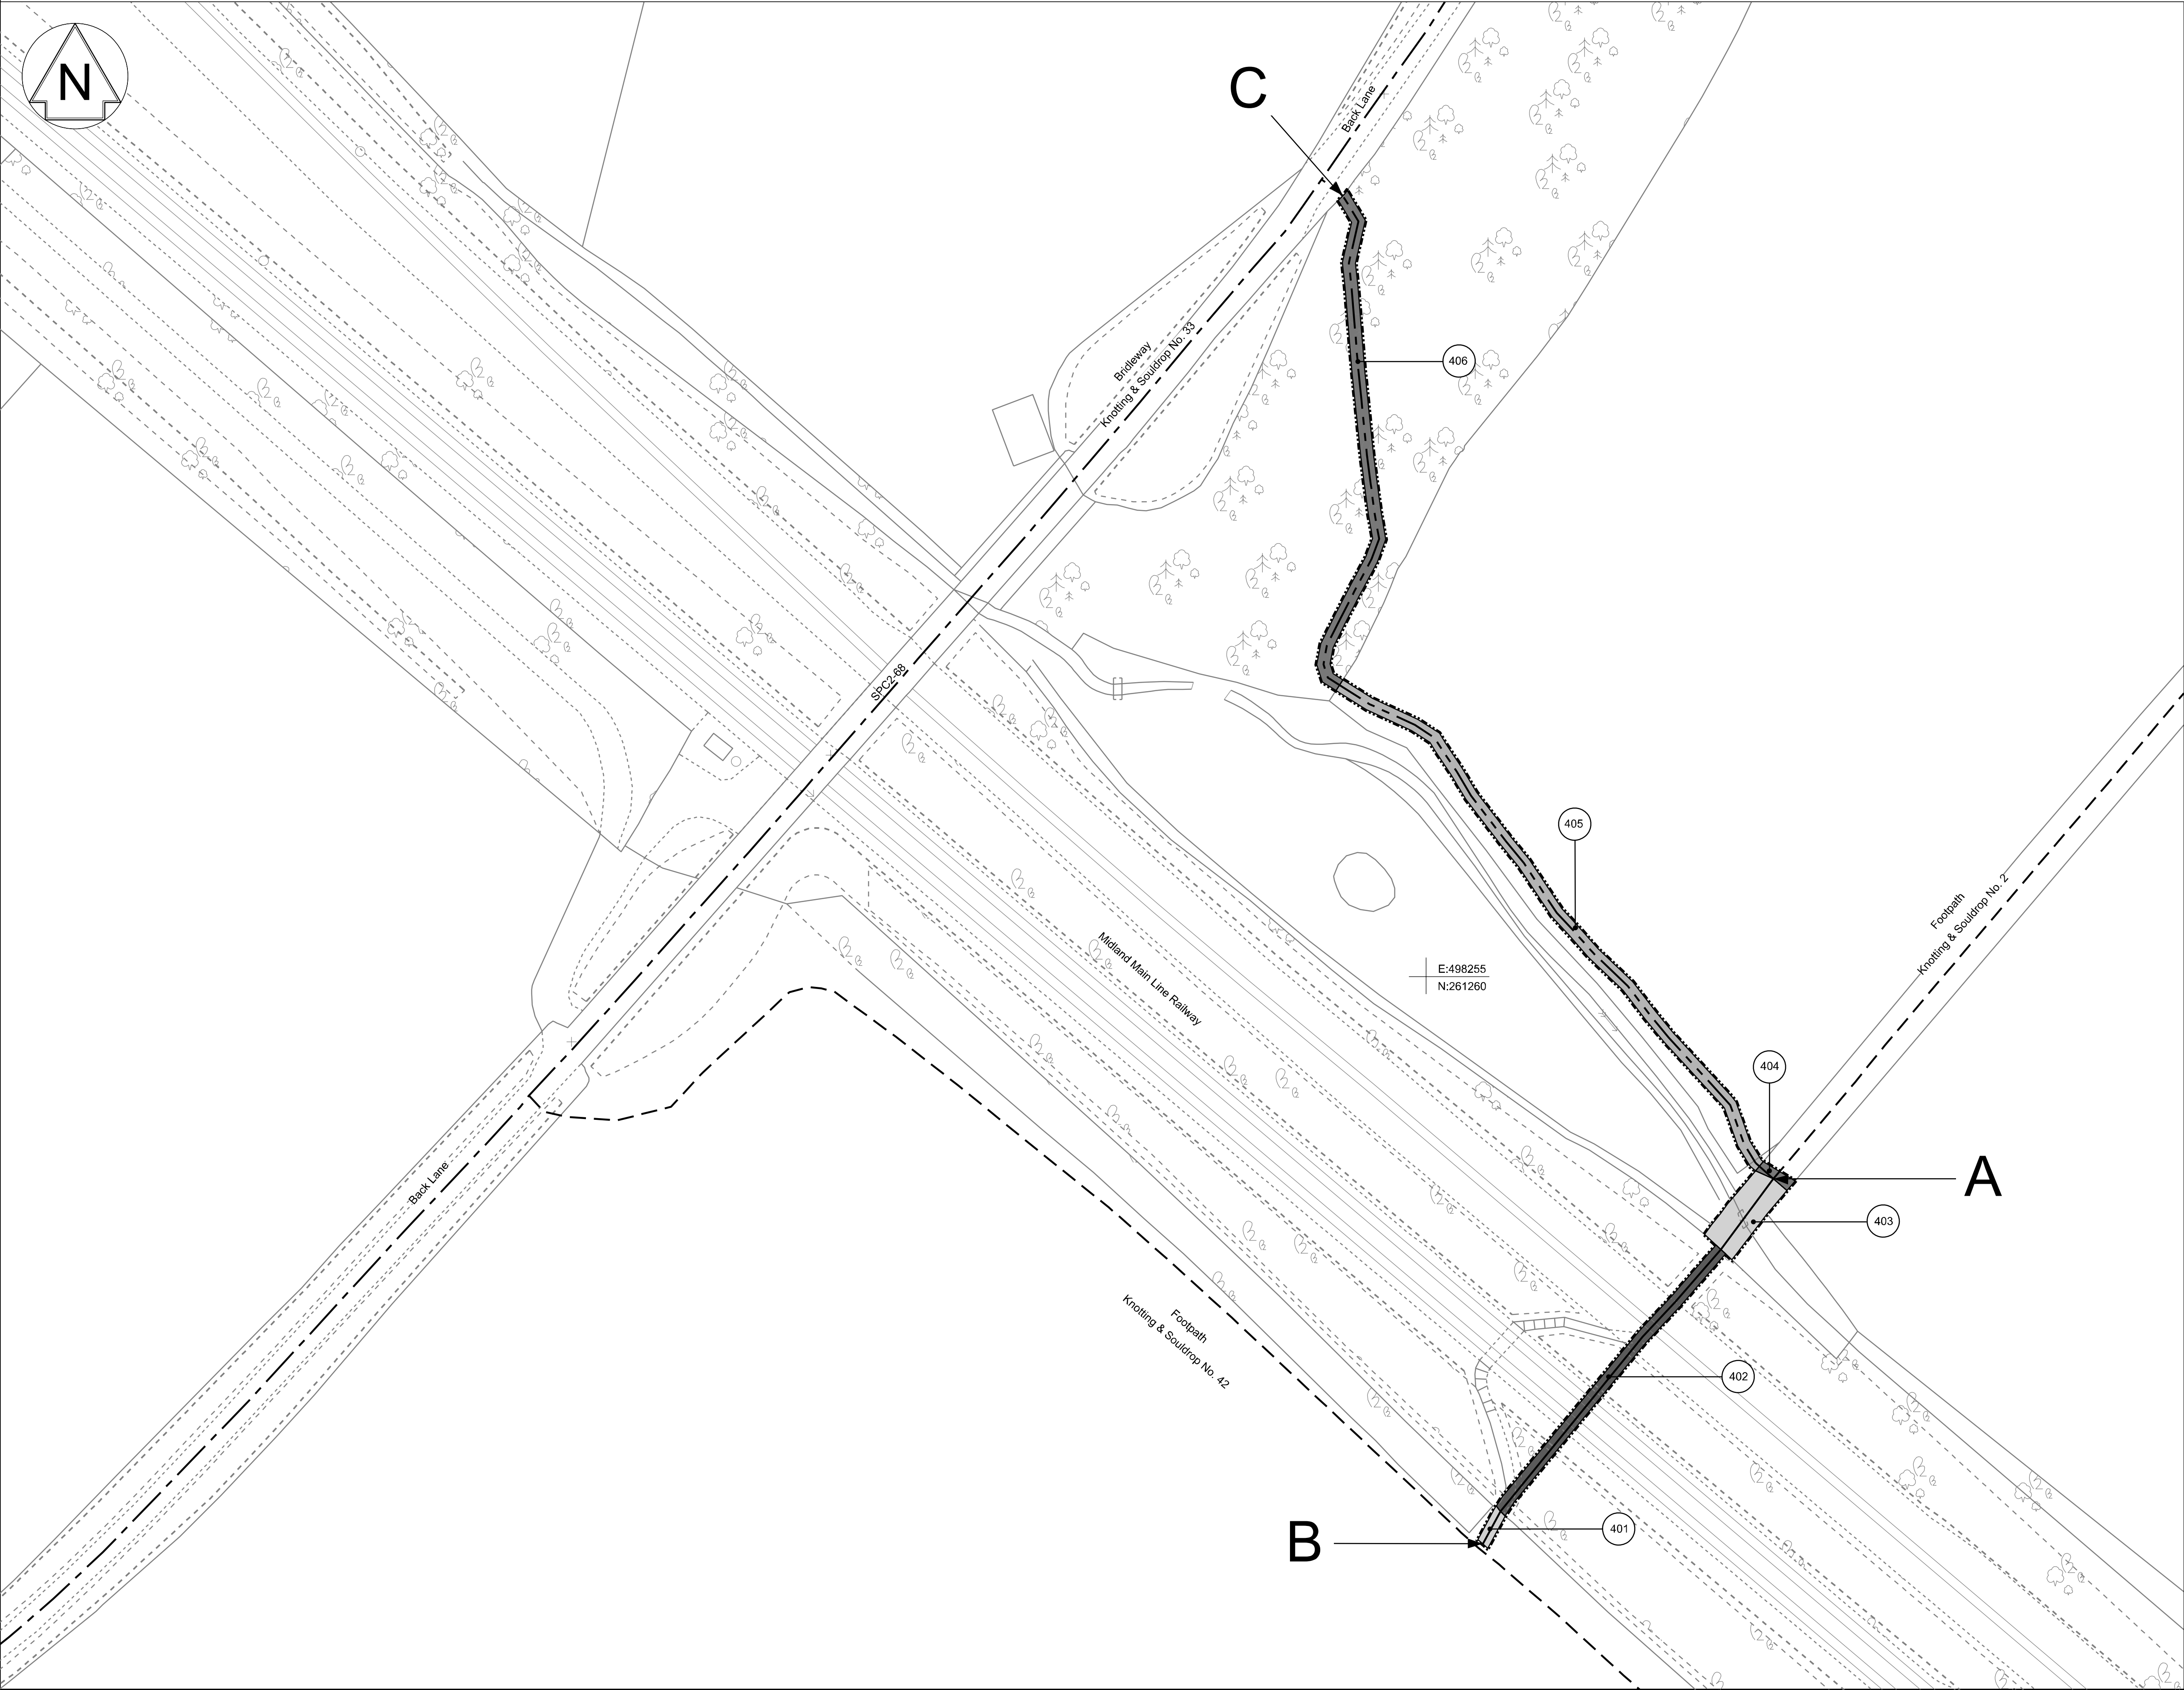 N
C
Back Lane
Bridleway
Knotting & Souldrop No. 33
406
SPC2-68
405
Footpath
Knotting & Souldrop No. 2
Midland Main Line Railway
E:498255
N:261260
404
A
403
Back Lane
Footpath
Knotting & Souldrop No. 42
402
B
401